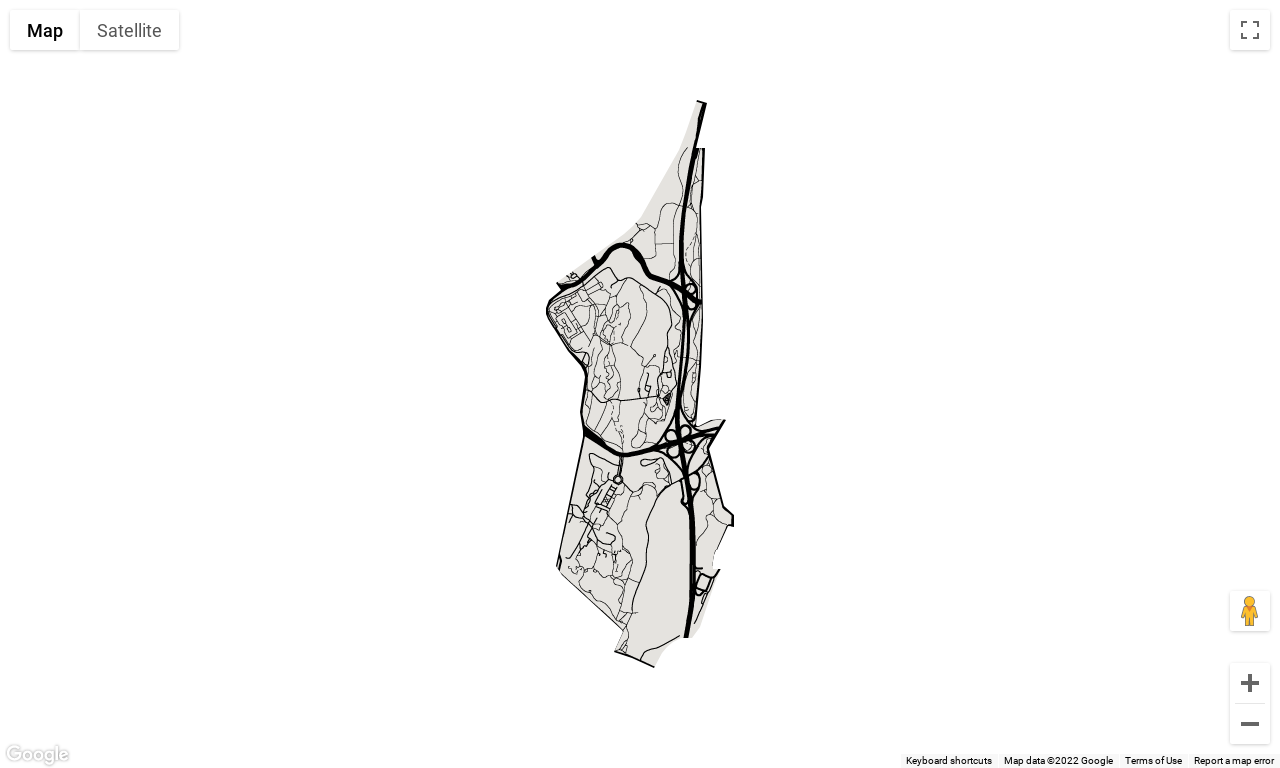 Map Satellite
Google
Keyboard shortcuts Map data ©2022 Google Terms of Use Report a map error